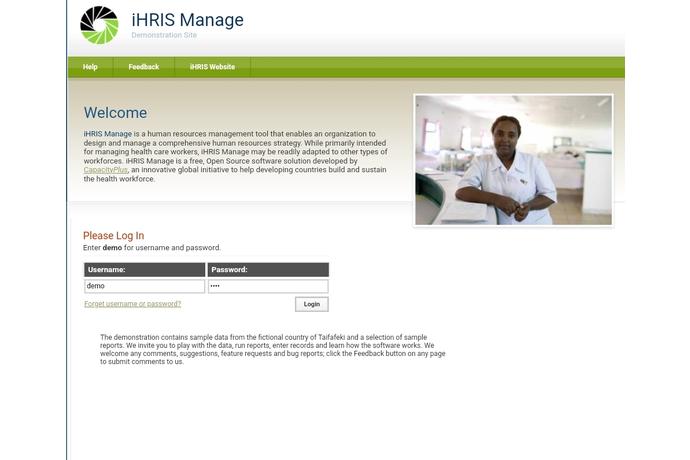 iHRIS Manage
Demonstration Site
Help Feedback iHRIS Website
Welcome
iHRIS Manage is a human resources management tool that enables an organization to
design and manage a comprehensive human resources strategy. While primarily intended
for managing health care workers, iHRIS Manage may be readily adapted to other types of
workforces. iHRIS Manage is a free, Open Source software solution developed by
CapacityPlus, an innovative global initiative to help developing countries build and sustain
the health workforce.
Please Log In
Enter demo for username and password.
Username: Password:
demo ••••
Forget username or password? Login
The demonstration contains sample data from the fictional country of Taifafeki and a selection of sample
reports. We invite you to play with the data, run reports, enter records and learn how the software works. We
welcome any comments, suggestions, feature requests and bug reports; click the Feedback button on any page
to submit comments to us.